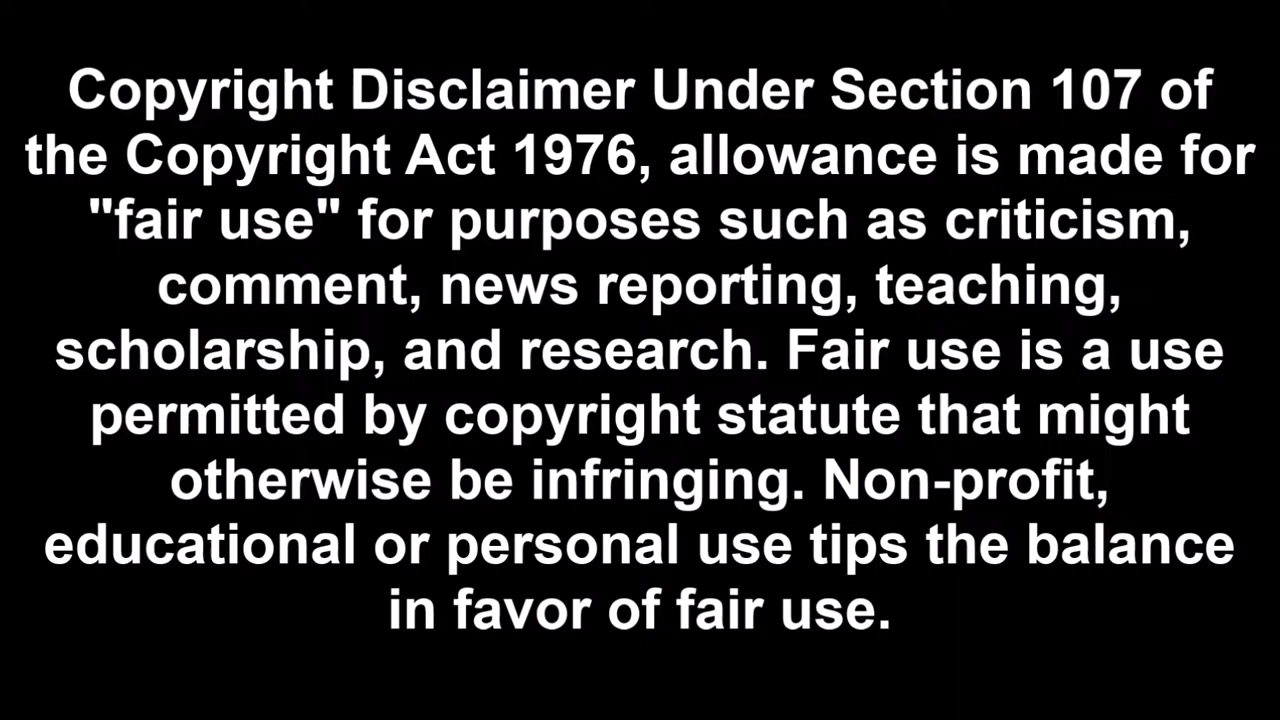 Copyright Disclaimer Under Section 107 of
the Copyright Act 1976, allowance is made for
"fair use" for purposes such as criticism,
comment, news reporting, teaching,
scholarship, and research. Fair use is a use
permitted by copyright statute that might
otherwise be infringing. Non-profit,
educational or personal use tips the balance
in favor of fair use.